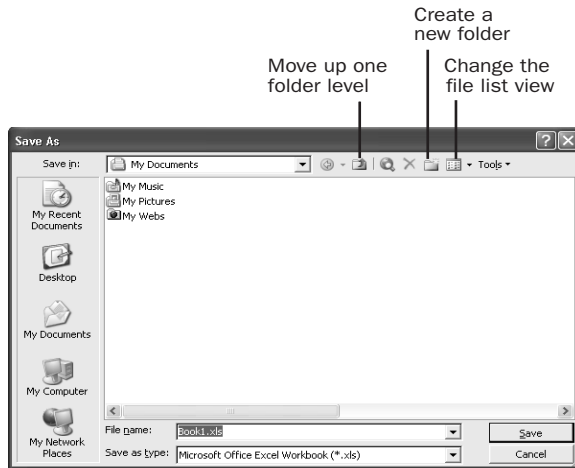 Create a
new folder
Move up one
folder level
Change the
file list view
Save As
Save in:
My Documents
Tools
My Music
My Pictures
My Webs
My Recent
Documents
Desktop
My Documents
My Computer
My Network
Places
File name:
Book1.xls
Save
Save as type:
Microsoft Office Excel Workbook (*.xls)
Cancel